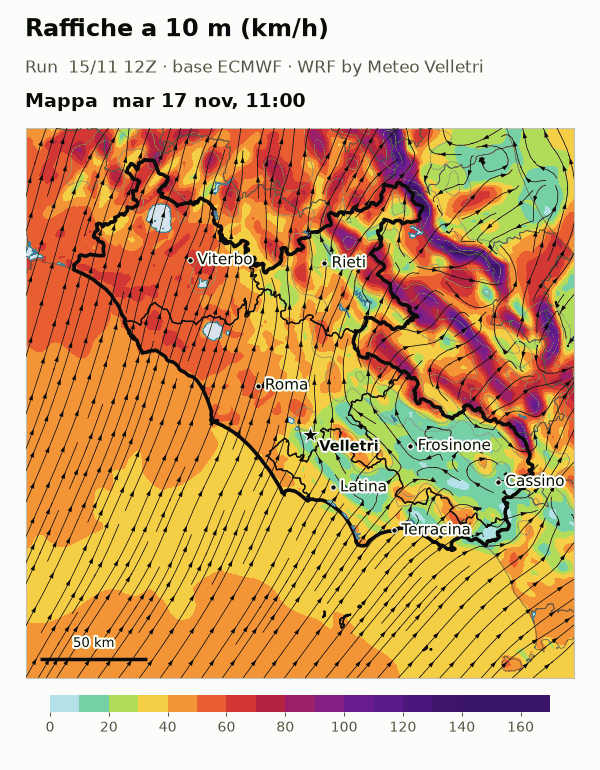 Raffiche a 10 m (km/h)
Run  15/11 12Z · base ECMWF · WRF by Meteo Velletri
Mappa  mar 17 nov, 11:00
Viterbo
Rieti
Roma
Velletri
Frosinone
Cassino
Latina
Terracina
50 km
0 20 40 60 80 100 120 140 160